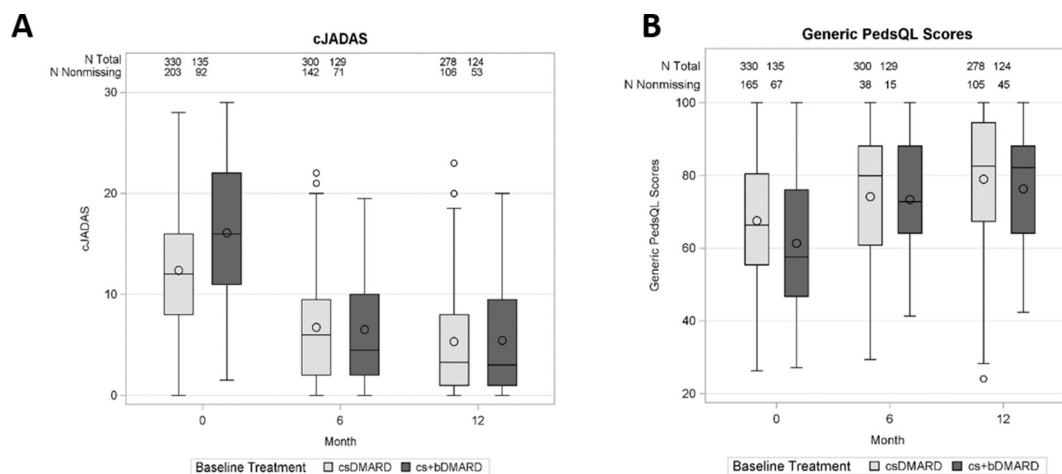 A
cJADAS
N Total 330 135 300 129 278 124
N Nonmissing 203 92 142 71 106 53
30
20
10
0
cJADAS
0 6 12
Month
Baseline Treatment csDMARD cs+bDMARD
B
Generic PedsQL Scores
N Total 330 135 300 129 278 124
N Nonmissing 165 67 38 15 105 45
100
80
60
40
20
Generic PedsQL Scores
0 6 12
Month
Baseline Treatment csDMARD cs+bDMARD